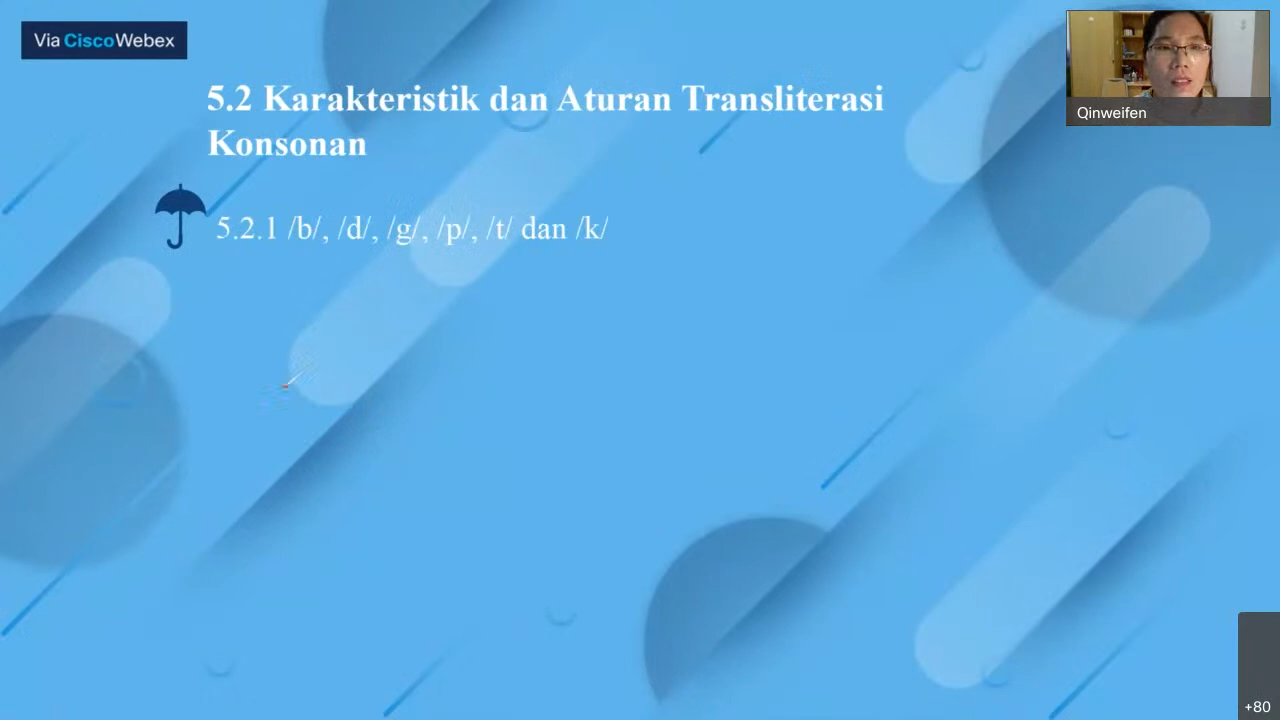 Via CiscoWebex
5.2 Karakteristik dan Aturan Transliterasi
Konsonan
Qinweifen
5.2.1 /b/, /d/, /g/, /p/, /t/ dan /k/
+80